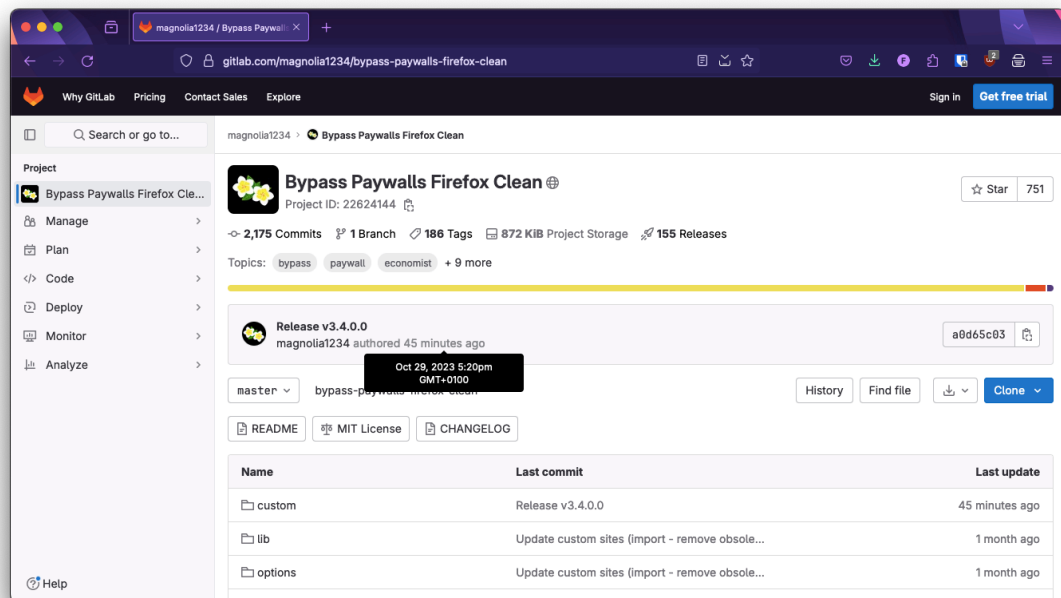 magnolia1234 / Bypass Paywalls
gitlab.com/magnolia1234/bypass-paywalls-firefox-clean
2
Why GitLab
Pricing
Contact Sales
Explore
Sign in
Get free trial
Search or go to...
magnolia1234 > Bypass Paywalls Firefox Clean
Project
Bypass Paywalls Firefox Cle...
Manage
Plan
Code
Deploy
Monitor
Analyze
Help
Bypass Paywalls Firefox Clean
Project ID: 22624144
Star 751
2,175 Commits 1 Branch 186 Tags 872 KiB Project Storage 155 Releases
Topics: bypass paywall economist + 9 more
Release v3.4.0.0
magnolia1234 authored 45 minutes ago
a0d65c03
Oct 29, 2023 5:20pm
GMT+0100
master
bypass-paywalls-firefox-clean
History
Find file
Clone
README
MIT License
CHANGELOG
Name Last commit Last update
custom Release v3.4.0.0 45 minutes ago
lib Update custom sites (import - remove obsole... 1 month ago
options Update custom sites (import - remove obsole... 1 month ago